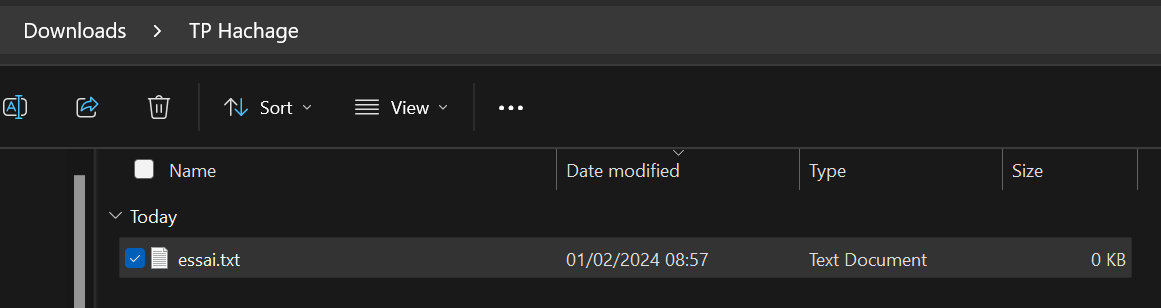 Downloads > TP Hachage
Sort View
Name Date modified Type Size
Today
essai.txt 01/02/2024 08:57 Text Document 0 KB